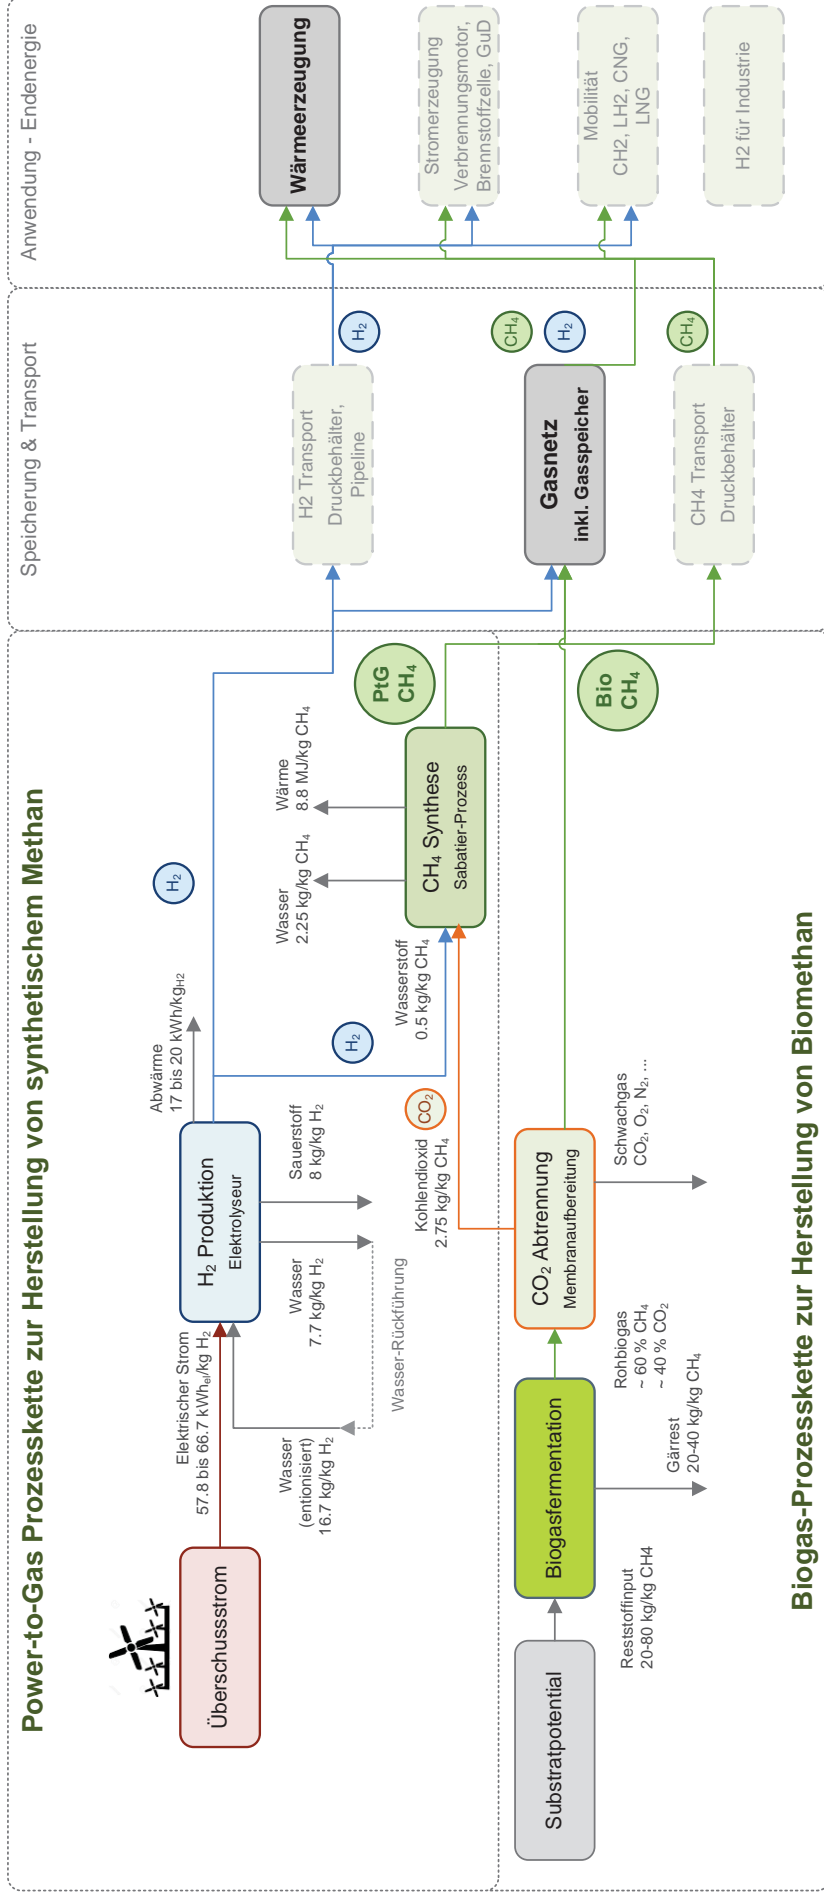 Power-to-Gas Prozesskette zur Herstellung von synthetischem Methan
Speicherung & Transport
Anwendung - Endenergie
Überschussstrom
Elektrischer Strom
57.8 bis 66.7 kWhₑₗ/kg H₂
Wasser
(entionisiert)
16.7 kg/kg H₂
H₂ Produktion
Elektrolyseur
Abwärme
17 bis 20 kWh/kgH₂
Wasser
7.7 kg/kg H₂
Sauerstoff
8 kg/kg H₂
Wasser-Rückführung
H₂
H₂
Kohlendioxid
2.75 kg/kg CH₄
CO₂
Wasserstoff
0.5 kg/kg CH₄
Wasser
2.25 kg/kg CH₄
Wärme
8.8 MJ/kg CH₄
CH₄ Synthese
Sabatier-Prozess
PtG
CH₄
Substratpotential
Reststoffinput
20-80 kg/kg CH4
Biogasfermentation
Gärrest
20-40 kg/kg CH₄
Rohbiogas
~ 60 % CH₄
~ 40 % CO₂
CO₂ Abtrennung
Membranaufbereitung
Schwachgas
CO₂, O₂, N₂, ...
Bio
CH₄
Biogas-Prozesskette zur Herstellung von Biomethan
H2 Transport
Druckbehälter,
Pipeline
H₂
Gasnetz
inkl. Gasspeicher
CH₄
H₂
CH4 Transport
Druckbehälter
CH₄
Wärmeerzeugung
Stromerzeugung
Verbrennungsmotor,
Brennstoffzelle, GuD
Mobilität
CH2, LH2, CNG,
LNG
H2 für Industrie